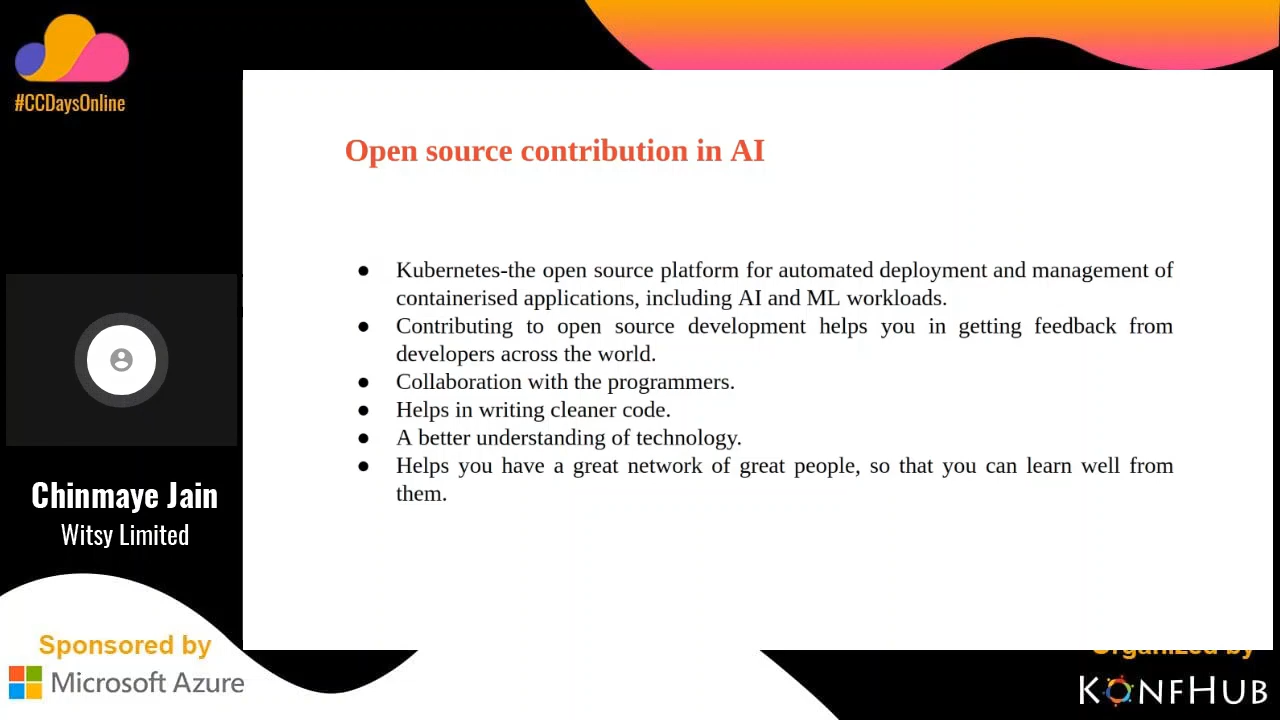 #CCDaysOnline
Open source contribution in AI
● Kubernetes-the open source platform for automated deployment and management of
containerised applications, including AI and ML workloads.
● Contributing to open source development helps you in getting feedback from
developers across the world.
● Collaboration with the programmers.
● Helps in writing cleaner code.
● A better understanding of technology.
● Helps you have a great network of great people, so that you can learn well from
them.
Chinmaye Jain
Witsy Limited
Sponsored by
Microsoft Azure
Organized by
KONFHUB